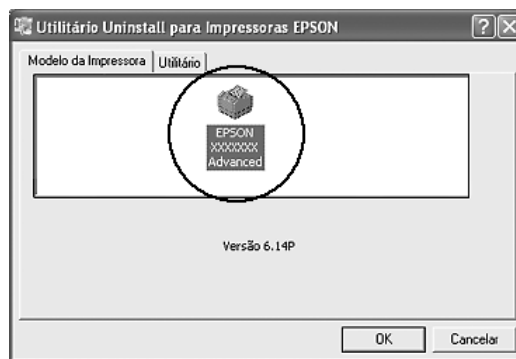 Utilitário Uninstall para Impressoras EPSON
Modelo da Impressora Utilitário
EPSON
XXXXXXX
Advanced
Versão 6.14P
OK Cancelar